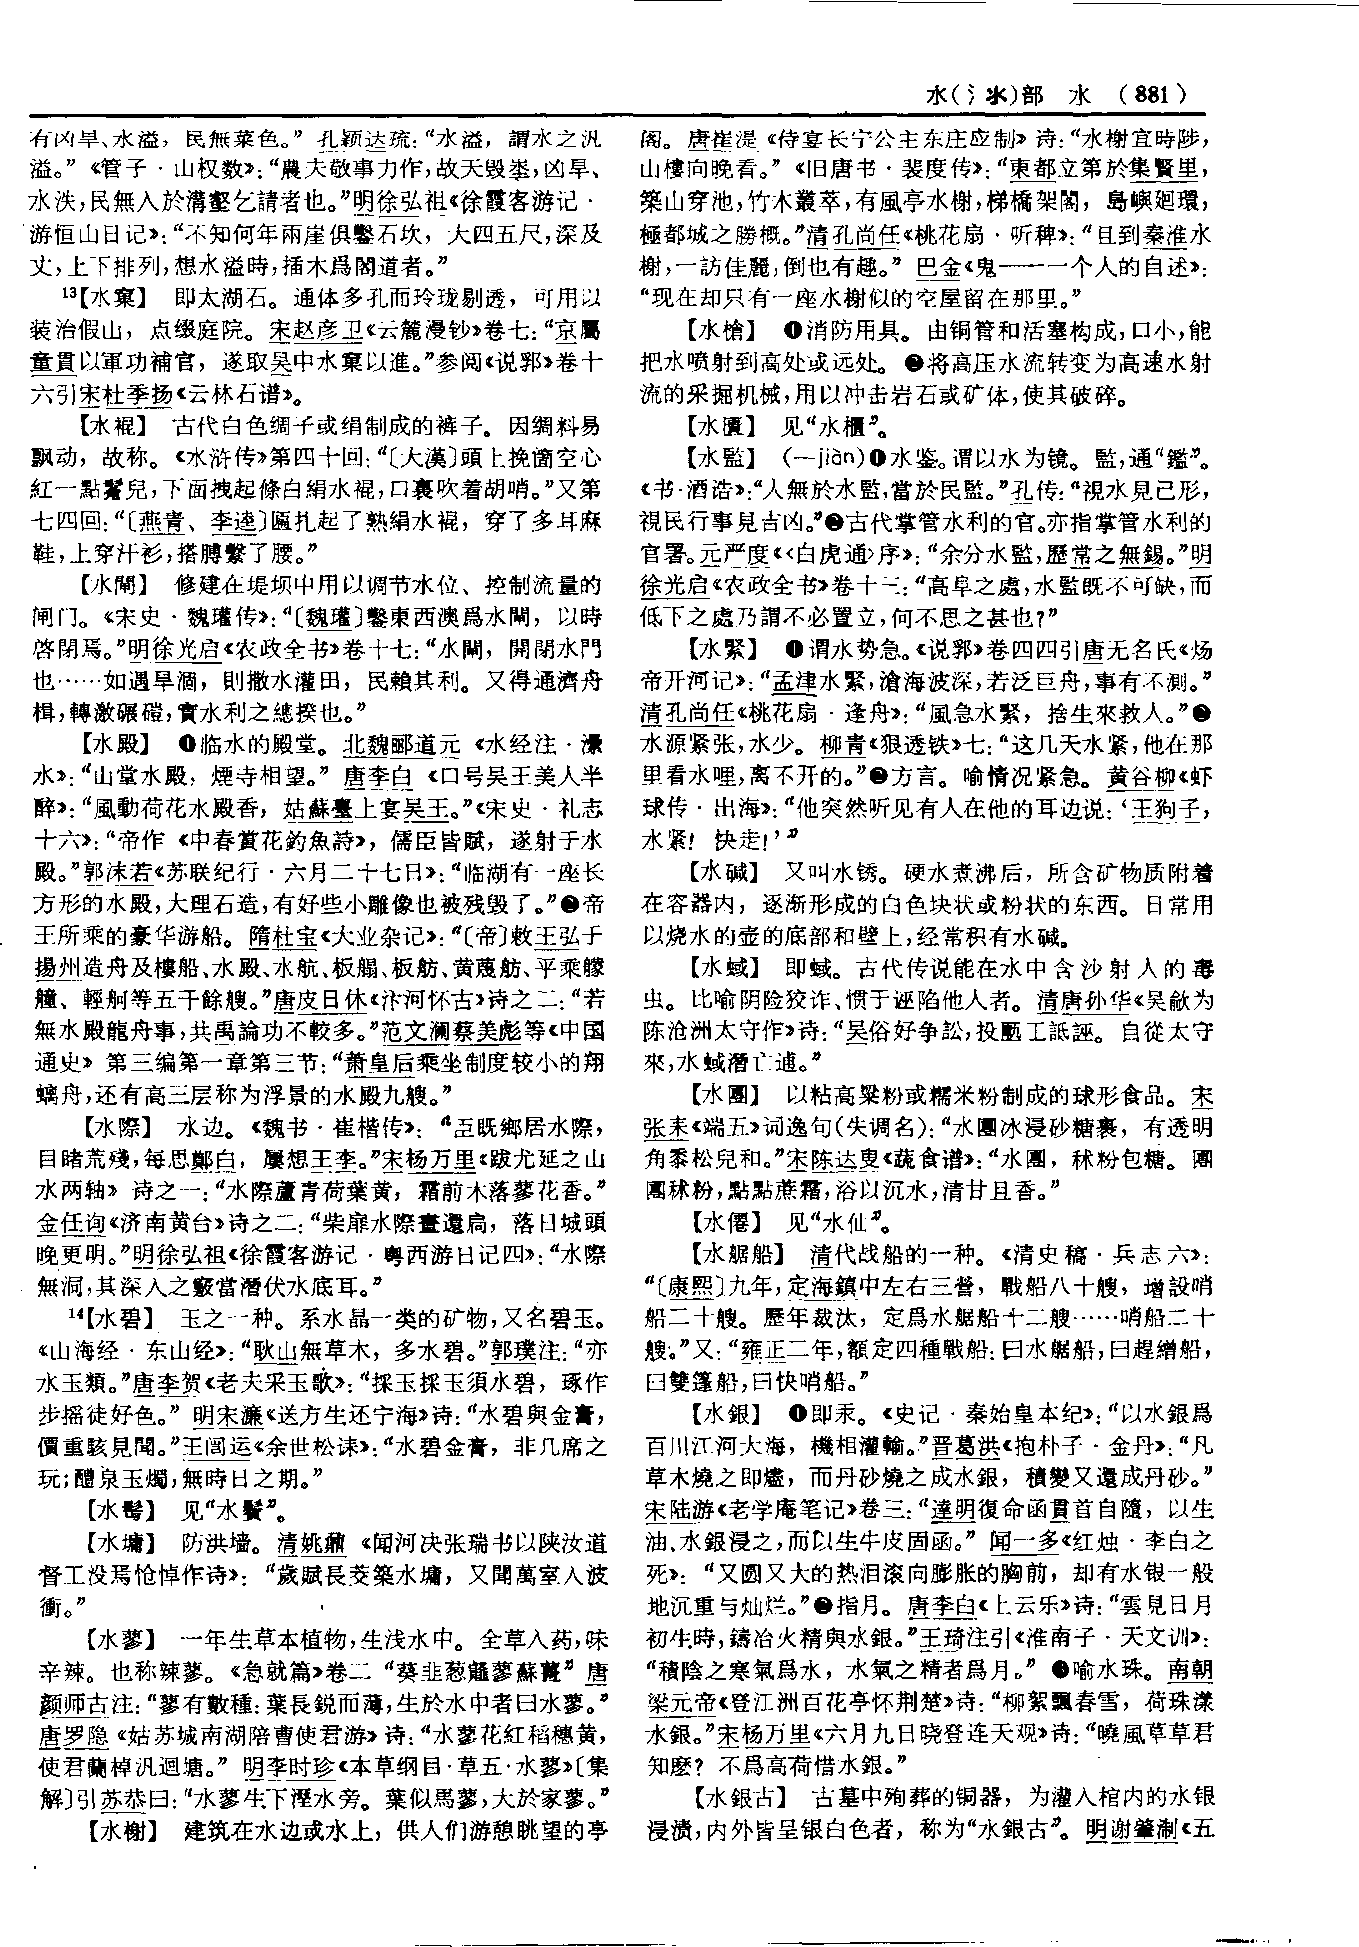 水(氵氺)部　水　(881)
有凶旱、水溢，民無菜色。”孔颖达疏：“水溢，謂水之汎
溢。”《管子·山权数》：“農夫敬事力作，故天毁埊，凶旱、
水泆，民無入於溝壑乞請者也。”明徐弘祖《徐霞客游记·
游恒山日记》：“不知何年兩崖俱鑿石坎，大四五尺，深及
丈，上下排列，想水溢時，插木爲閣道者。”
13【水窠】　即太湖石。通体多孔而玲珑剔透，可用以
装治假山，点缀庭院。宋赵彦卫《云麓漫钞》卷七：“京屬
童貫以軍功補官，遂取吴中水窠以進。”参阅《说郛》卷十
六引宋杜季扬《云林石谱》。
【水裩】　古代白色绸子或绢制成的裤子。因绸料易
飘动，故称。《水浒传》第四十回：“〔大漢〕頭上挽箇空心
紅一點䰂兒，下面拽起條白絹水裩，口裏吹着胡哨。”又第
七四回：“〔燕青、李逵〕匾扎起了熟絹水裩，穿了多耳麻
鞋，上穿汗衫，搭膊繫了腰。”
【水閘】　修建在堤坝中用以调节水位、控制流量的
闸门。《宋史·魏瓘传》：“〔魏瓘〕鑿東西澳爲水閘，以時
啓閉焉。”明徐光启《农政全书》卷十七：“水閘，開閉水門
也……如遇旱涸，則撒水灌田，民賴其利。又得通濟舟
楫，轉激碾磑，實水利之總揆也。”
【水殿】　❶临水的殿堂。北魏郦道元《水经注·㶟
水》：“山堂水殿，煙寺相望。”唐李白《口号吴王美人半
醉》：“風動荷花水殿香，姑蘇臺上宴吴王。”《宋史·礼志
十六》：“帝作《中春賞花釣魚詩》，儒臣皆賦，遂射于水
殿。”郭沫若《苏联纪行·六月二十七日》：“临湖有一座长
方形的水殿，大理石造，有好些小雕像也被残毁了。”❷帝
王所乘的豪华游船。隋杜宝《大业杂记》：“〔帝〕敕王弘于
揚州造舟及樓船、水殿、水航、板䑽、板舫、黄蔑舫、平乘艨
艟、輕舸等五千餘艘。”唐皮日休《汴河怀古》诗之二：“若
無水殿龍舟事，共禹論功不較多。”范文澜蔡美彪等《中国
通史》第三编第一章第三节：“萧皇后乘坐制度较小的翔
螭舟，还有高三层称为浮景的水殿九艘。”
【水際】　水边。《魏书·崔楷传》：“臣既鄉居水際，
目睹荒殘，每思鄭白，屢想王李。”宋杨万里《跋尤延之山
水两轴》诗之一：“水際蘆青荷葉黄，霜前木落蓼花香。”
金任询《济南黄台》诗之二：“柴扉水際晝還扃，落日城頭
晚更明。”明徐弘祖《徐霞客游记·粤西游日记四》：“水際
無洞，其深入之竅當潛伏水底耳。”
14【水碧】　玉之一种。系水晶一类的矿物，又名碧玉。
《山海经·东山经》：“耿山無草木，多水碧。”郭璞注：“亦
水玉類。”唐李贺《老夫采玉歌》：“採玉採玉須水碧，琢作
步摇徒好色。”明宋濂《送方生还宁海》诗：“水碧與金膏，
價重駭見聞。”王闿运《余世松诔》：“水碧金膏，非几席之
玩；醴泉玉燭，無時日之期。”
【水髩】　见“水鬢”。
【水墉】　防洪墙。清姚鼐《闻河决张瑞书以陕汝道
督工没焉怆悼作诗》：“歲賦長茭築水墉，又聞萬室入波
衝。”
【水蓼】　一年生草本植物，生浅水中。全草入药，味
辛辣。也称辣蓼。《急就篇》卷二“葵韭葱䪥蓼蘇薑”唐
颜师古注：“蓼有數種：葉長鋭而薄，生於水中者曰水蓼。”
唐罗隐《姑苏城南湖陪曹使君游》诗：“水蓼花紅稻穗黄，
使君蘭棹汎迴塘。”明李时珍《本草纲目·草五·水蓼》〔集
解〕引苏恭曰：“水蓼生下溼水旁。葉似馬蓼，大於家蓼。”
【水榭】　建筑在水边或水上，供人们游憩眺望的亭
阁。唐崔湜《侍宴长宁公主东庄应制》诗：“水榭宜時陟，
山樓向晚看。”《旧唐书·裴度传》：“東都立第於集賢里，
築山穿池，竹木叢萃，有風亭水榭，梯橋架閣，島嶼迴環，
極都城之勝概。”清孔尚任《桃花扇·听稗》：“且到秦淮水
榭，一訪佳麗，倒也有趣。”巴金《鬼——一个人的自述》：
“现在却只有一座水榭似的空屋留在那里。”
【水槍】　❶消防用具。由铜管和活塞构成，口小，能
把水喷射到高处或远处。❷将高压水流转变为高速水射
流的采掘机械，用以冲击岩石或矿体，使其破碎。
【水匱】　见“水櫃”。
【水監】　(—jiàn)❶水鉴。谓以水为镜。監，通“鑑”。
《书·酒诰》：“人無於水監，當於民監。”孔传：“視水見己形，
視民行事見吉凶。”❷古代掌管水利的官。亦指掌管水利的
官署。元严度《〈白虎通〉序》：“余分水監，歷常之無錫。”明
徐光启《农政全书》卷十二：“高阜之處，水監既不可缺，而
低下之處乃謂不必置立，何不思之甚也？”
【水緊】　❶谓水势急。《说郛》卷四四引唐无名氏《炀
帝开河记》：“孟津水緊，滄海波深，若泛巨舟，事有不測。”
清孔尚任《桃花扇·逢舟》：“風急水緊，捨生來救人。”❷
水源紧张，水少。柳青《狠透铁》七：“这几天水紧，他在那
里看水哩，离不开的。”❸方言。喻情况紧急。黄谷柳《虾
球传·出海》：“他突然听见有人在他的耳边说：‘王狗子，
水紧！快走！’”
【水碱】　又叫水锈。硬水煮沸后，所含矿物质附着
在容器内，逐渐形成的白色块状或粉状的东西。日常用
以烧水的壶的底部和壁上，经常积有水碱。
【水蜮】　即蜮。古代传说能在水中含沙射人的毒
虫。比喻阴险狡诈、惯于诬陷他人者。清唐孙华《吴歈为
陈沧洲太守作》诗：“吴俗好争訟，投匭工詆誣。自從太守
來，水蜮潛亡逋。”
【水團】　以粘高粱粉或糯米粉制成的球形食品。宋
张耒《端五》词逸句(失调名)：“水團冰浸砂糖裹，有透明
角黍松兒和。”宋陈达叟《蔬食谱》：“水團，秫粉包糖。團
團秫粉，點點蔗霜，浴以沉水，清甘且香。”
【水僊】　见“水仙”。
【水艍船】　清代战船的一种。《清史稿·兵志六》：
“〔康熙〕九年，定海鎮中左右三營，戰船八十艘，增設哨
船二十艘。歷年裁汰，定爲水艍船十二艘……哨船二十
艘。”又：“雍正二年，額定四種戰船：曰水艍船，曰趕繒船，
曰雙篷船，曰快哨船。”
【水銀】　❶即汞。《史记·秦始皇本纪》：“以水銀爲
百川江河大海，機相灌輸。”晋葛洪《抱朴子·金丹》：“凡
草木燒之即燼，而丹砂燒之成水銀，積變又還成丹砂。”
宋陆游《老学庵笔记》卷三：“達明復命函貫首自隨，以生
油、水銀浸之，而以生牛皮固函。”闻一多《红烛·李白之
死》：“又圆又大的热泪滚向膨胀的胸前，却有水银一般
地沉重与灿烂。”❷指月。唐李白《上云乐》诗：“雲見日月
初生時，鑄冶火精與水銀。”王琦注引《淮南子·天文训》：
“積陰之寒氣爲水，水氣之精者爲月。”❸喻水珠。南朝
梁元帝《登江洲百花亭怀荆楚》诗：“柳絮飄春雪，荷珠漾
水銀。”宋杨万里《六月九日晓登连天观》诗：“曉風草草君
知麽？不爲高荷惜水銀。”
【水銀古】　古墓中殉葬的铜器，为灌入棺内的水银
浸渍，内外皆呈银白色者，称为“水銀古”。明谢肇淛《五